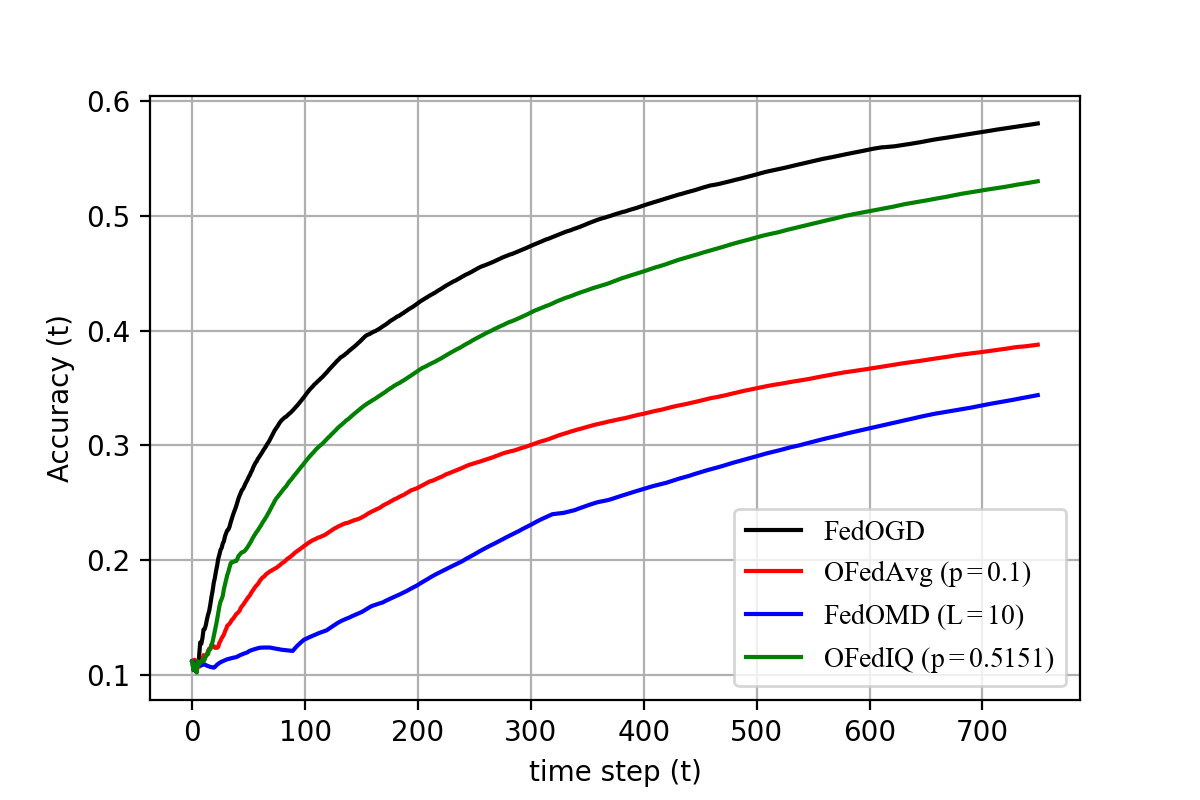 0.6
0.5
0.4
0.3
0.2
0.1
Accuracy (t)
FedOGD
OFedAvg (p = 0.1)
FedOMD (L = 10)
OFedIQ (p = 0.5151)
0 100 200 300 400 500 600 700
time step (t)